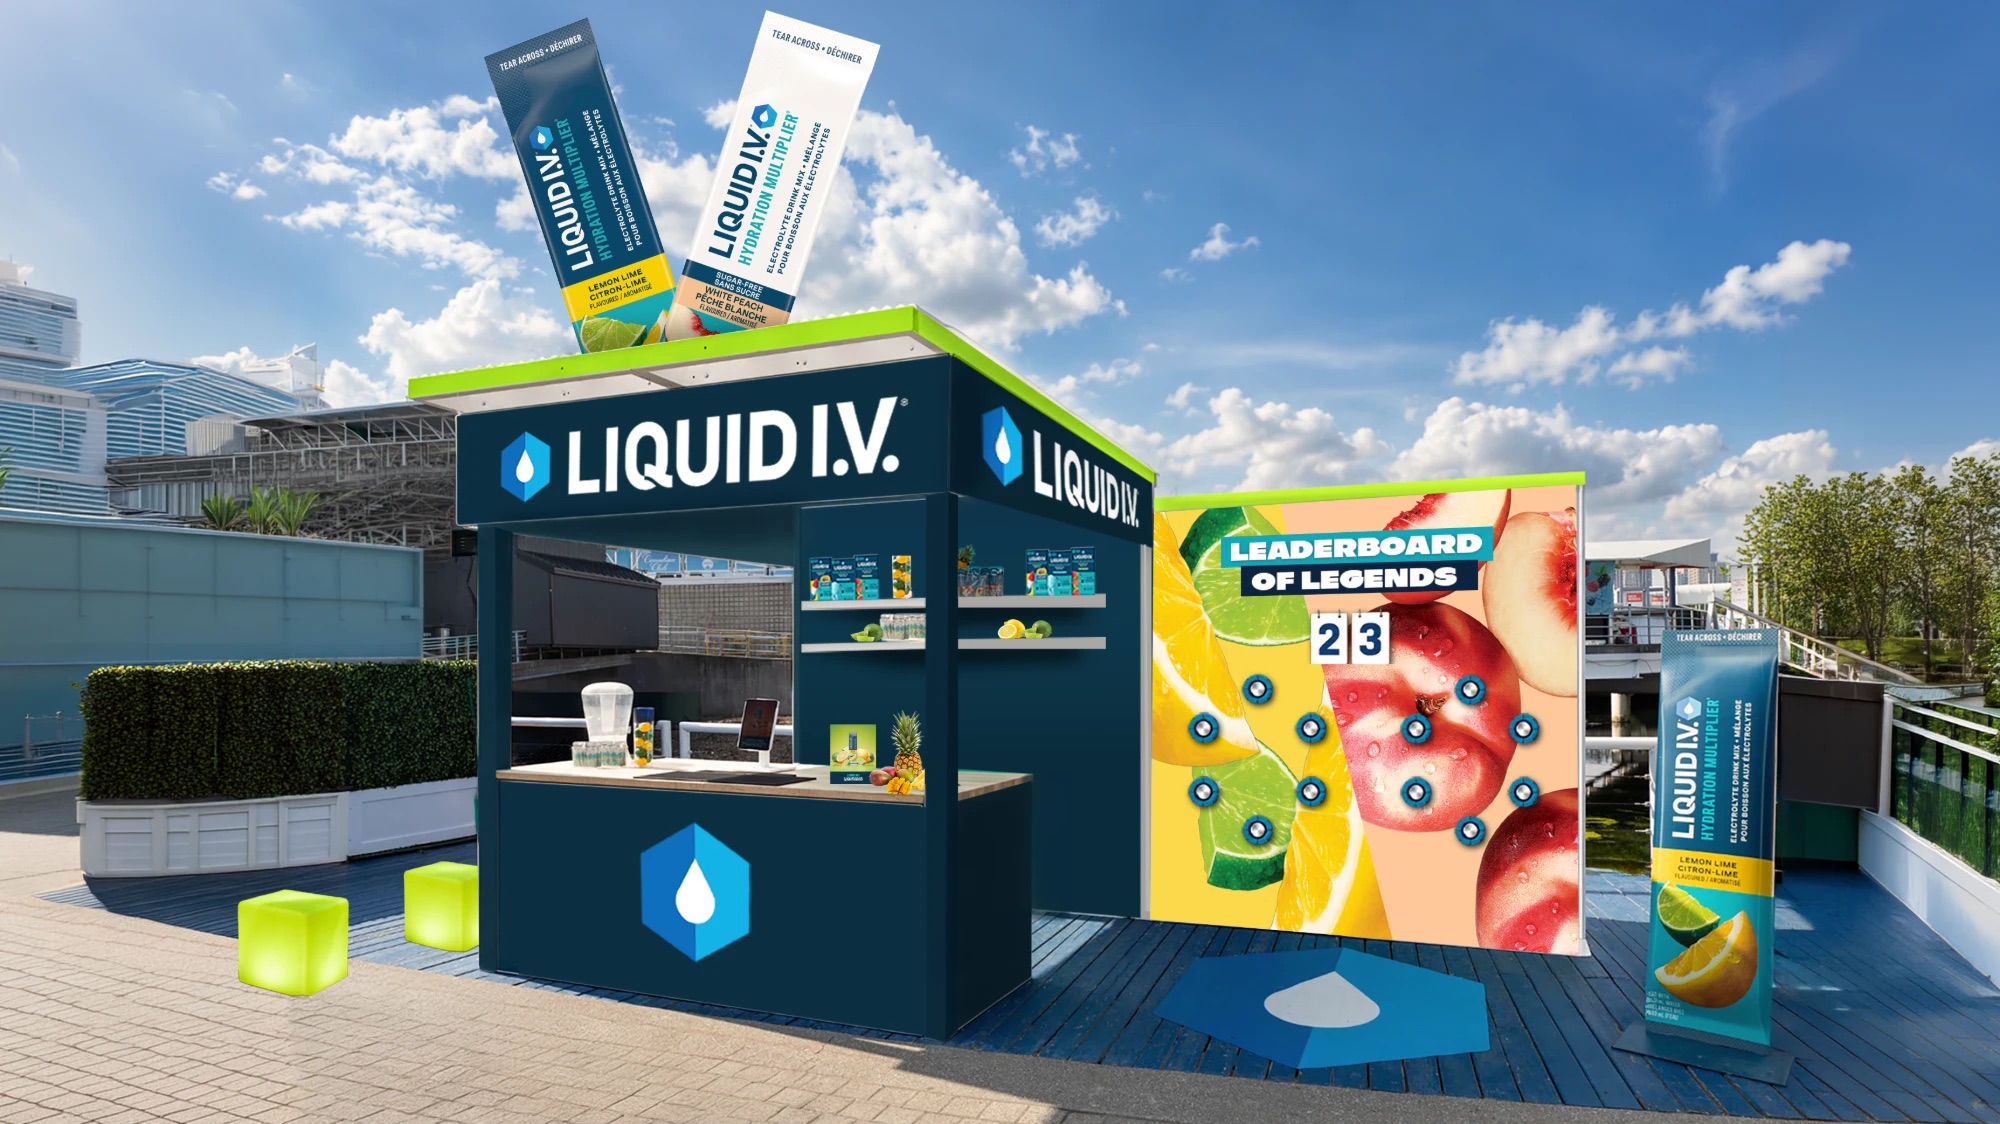 TEAR ACROSS • DÉCHIRER
LIQUID I.V.
HYDRATION MULTIPLIER
ELECTROLYTE DRINK MIX • MÉLANGE
POUR BOISSON AUX ÉLECTROLYTES
LEMON LIME
CITRON-LIME
FLAVOURED / AROMATISÉ
TEAR ACROSS • DÉCHIRER
LIQUID I.V.
HYDRATION MULTIPLIER
ELECTROLYTE DRINK MIX • MÉLANGE
POUR BOISSON AUX ÉLECTROLYTES
SUGAR-FREE
SANS SUCRE
WHITE PEACH
PÊCHE BLANCHE
FLAVOURED / AROMATISÉ
LIQUID I.V.®
LIQUID I.V.
LEADERBOARD
OF LEGENDS
23
TEAR ACROSS • DÉCHIRER
LIQUID I.V.
HYDRATION MULTIPLIER
ELECTROLYTE DRINK MIX • MÉLANGE
POUR BOISSON AUX ÉLECTROLYTES
LEMON LIME
CITRON-LIME
FLAVOURED / AROMATISÉ